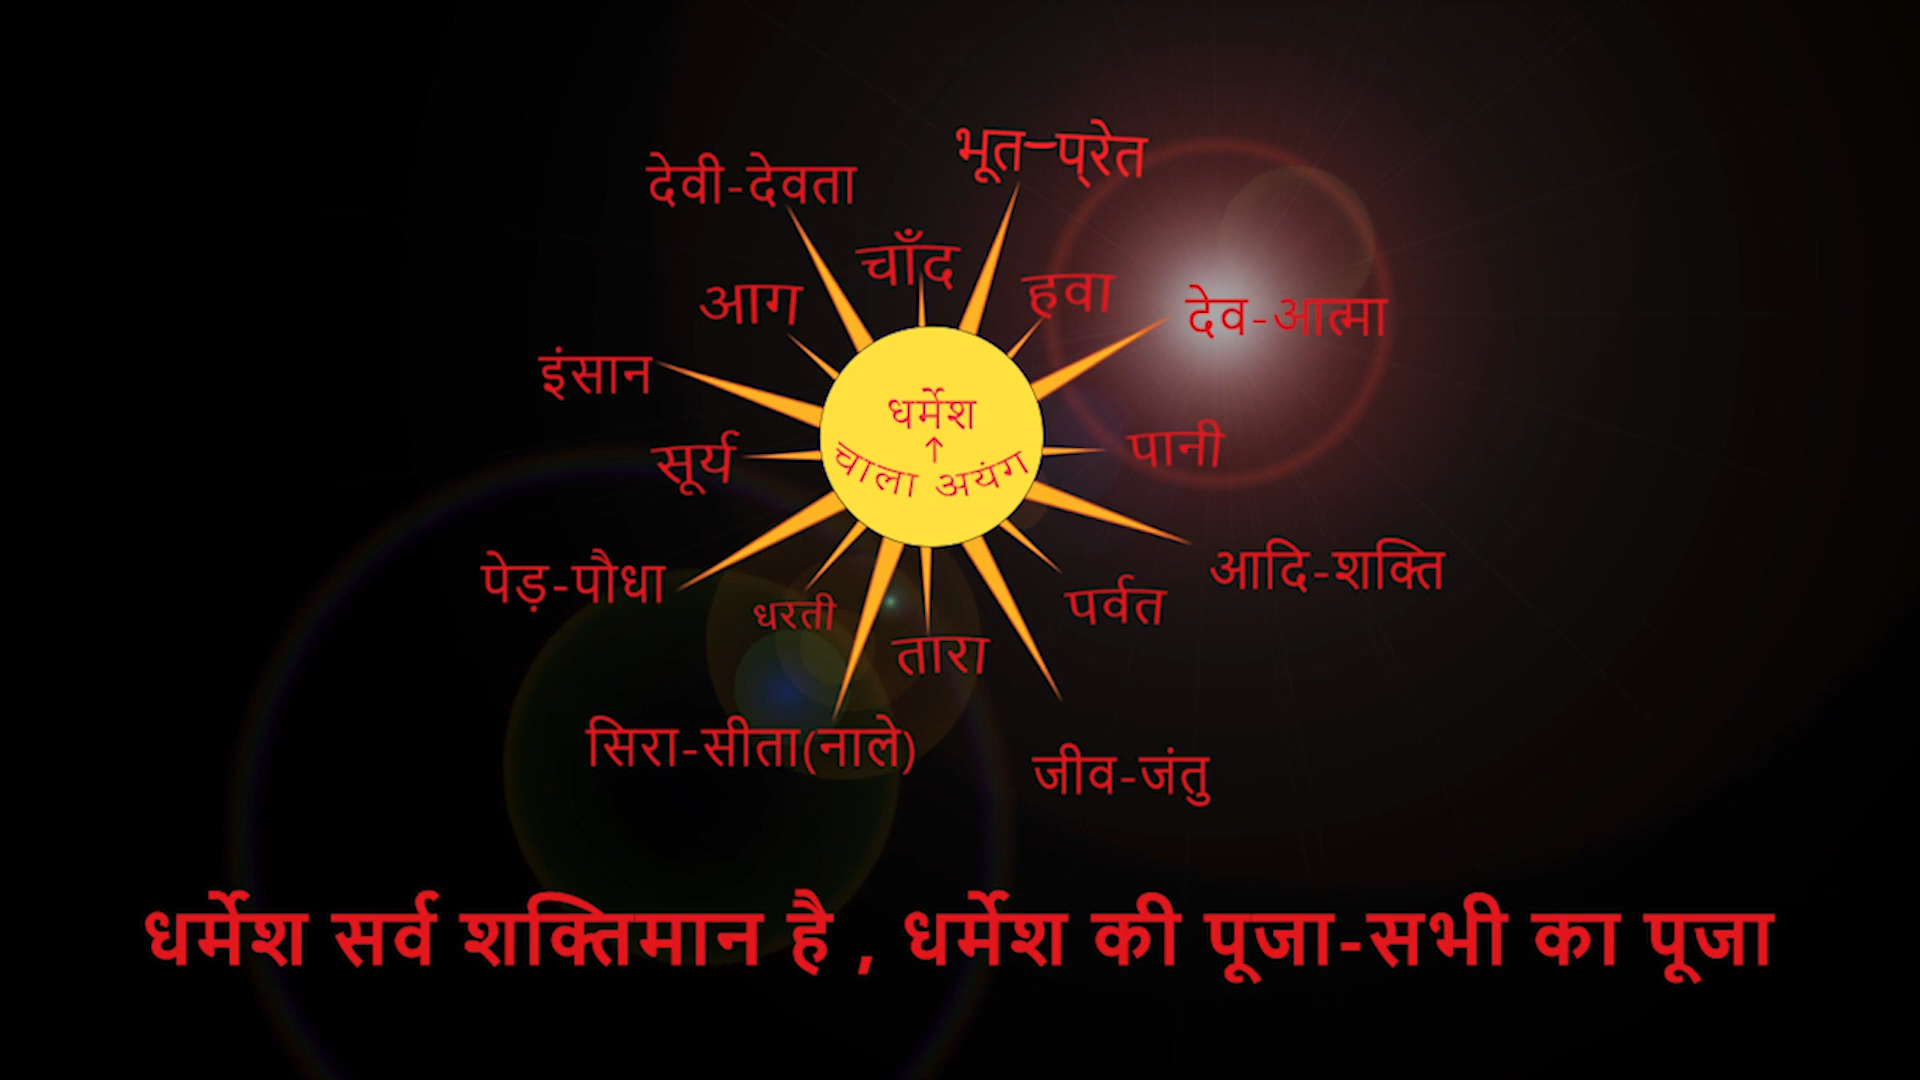 भूत-प्रेत
देवी-देवता
चाँद
हवा
आग
देव-आत्मा
इंसान
धर्मेश
↑
चाला अयंग
सूर्य
पानी
पेड़-पौधा
आदि-शक्ति
धरती
पर्वत
तारा
सिरा-सीता(नाले)
जीव-जंतु
धर्मेश सर्व शक्तिमान है , धर्मेश की पूजा-सभी का पूजा